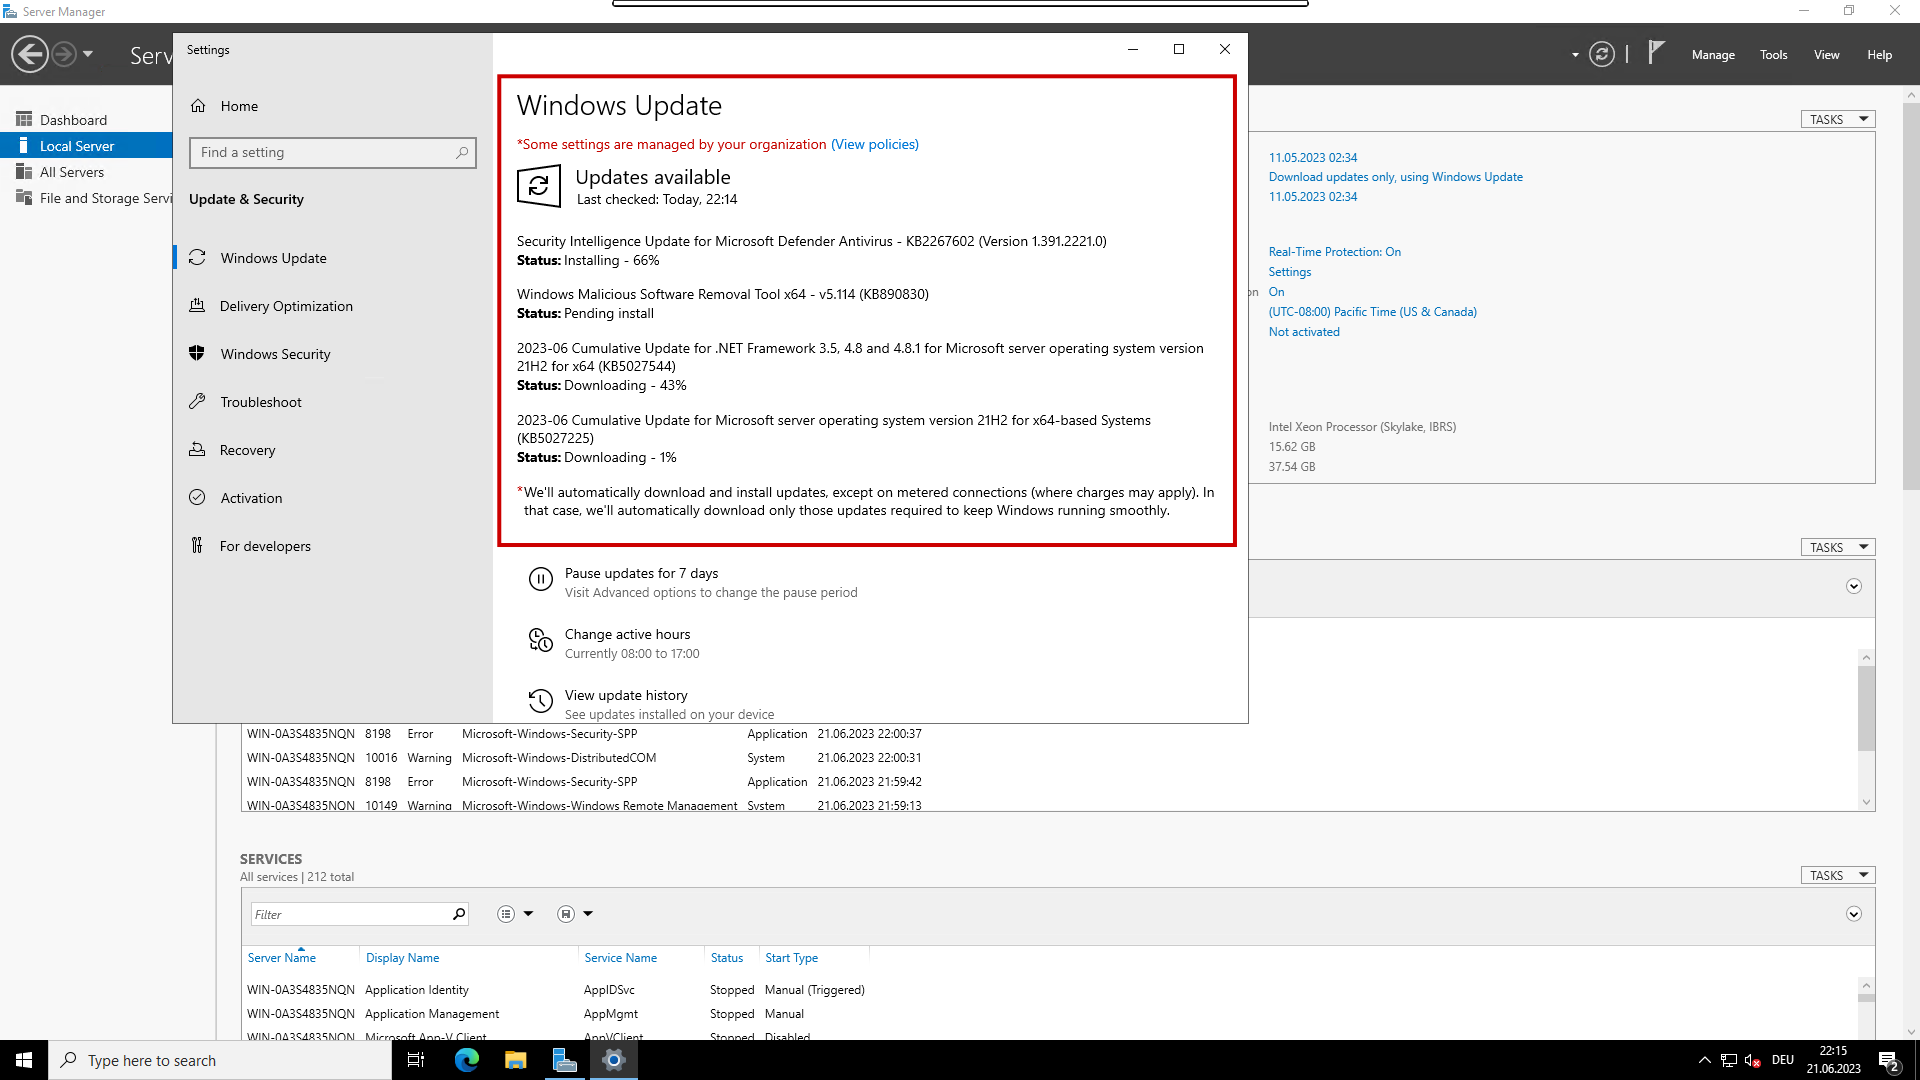 Server Manager
Serv
Manage
Tools
View
Help
Dashboard
Local Server
All Servers
File and Storage Servi
Settings
Home
Find a setting
Update & Security
Windows Update
Delivery Optimization
Windows Security
Troubleshoot
Recovery
Activation
For developers
Windows Update
*Some settings are managed by your organization (View policies)
Updates available
Last checked: Today, 22:14
Security Intelligence Update for Microsoft Defender Antivirus - KB2267602 (Version 1.391.2221.0)
Status: Installing - 66%
Windows Malicious Software Removal Tool x64 - v5.114 (KB890830)
Status: Pending install
2023-06 Cumulative Update for .NET Framework 3.5, 4.8 and 4.8.1 for Microsoft server operating system version
21H2 for x64 (KB5027544)
Status: Downloading - 43%
2023-06 Cumulative Update for Microsoft server operating system version 21H2 for x64-based Systems
(KB5027225)
Status: Downloading - 1%
*We'll automatically download and install updates, except on metered connections (where charges may apply). In
that case, we'll automatically download only those updates required to keep Windows running smoothly.
Pause updates for 7 days
Visit Advanced options to change the pause period
Change active hours
Currently 08:00 to 17:00
View update history
See updates installed on your device
TASKS
11.05.2023 02:34
Download updates only, using Windows Update
11.05.2023 02:34
Real-Time Protection: On
Settings
on On
(UTC-08:00) Pacific Time (US & Canada)
Not activated
Intel Xeon Processor (Skylake, IBRS)
15.62 GB
37.54 GB
TASKS
WIN-0A3S4835NQN 8198 Error Microsoft-Windows-Security-SPP Application 21.06.2023 22:00:37
WIN-0A3S4835NQN 10016 Warning Microsoft-Windows-DistributedCOM System 21.06.2023 22:00:31
WIN-0A3S4835NQN 8198 Error Microsoft-Windows-Security-SPP Application 21.06.2023 21:59:42
WIN-0A3S4835NQN 10149 Warning Microsoft-Windows-Windows Remote Management System 21.06.2023 21:59:13
SERVICES
All services | 212 total
TASKS
Filter
Server Name Display Name Service Name Status Start Type
WIN-0A3S4835NQN Application Identity AppIDSvc Stopped Manual (Triggered)
WIN-0A3S4835NQN Application Management AppMgmt Stopped Manual
WIN-0A3S4835NQN Microsoft App-V Client AppVClient Stopped Disabled
Type here to search
DEU
22:15
21.06.2023
2